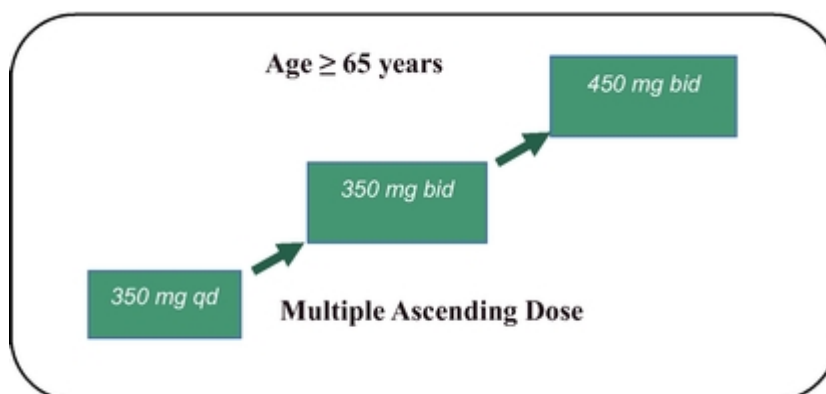 Age ≥ 65 years
450 mg bid
350 mg bid
350 mg qd
Multiple Ascending Dose